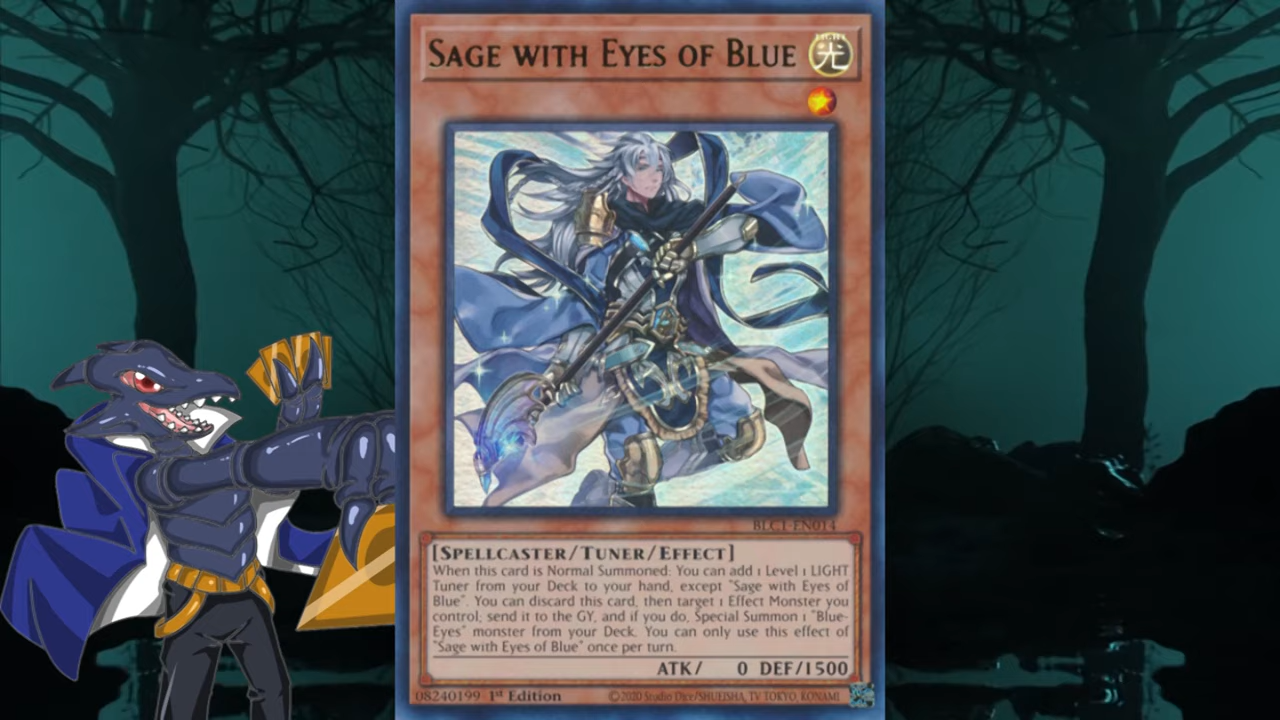 SAGE WITH EYES OF BLUE
LIGHT
光
BLC1-EN014
[SPELLCASTER/TUNER/EFFECT]
When this card is Normal Summoned: You can add 1 Level 1 LIGHT
Tuner from your Deck to your hand, except "Sage with Eyes of
Blue". You can discard this card, then target 1 Effect Monster you
control; send it to the GY, and if you do, Special Summon 1 "Blue-
Eyes" monster from your Deck. You can only use this effect of
"Sage with Eyes of Blue" once per turn.
ATK/ 0 DEF/1500
08240199 1st Edition ©2020 Studio Dice/SHUEISHA, TV TOKYO, KONAMI